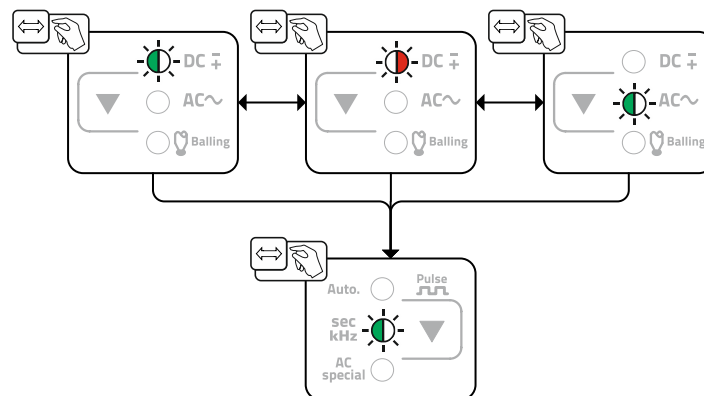 DC ∓
AC∼
Balling
DC ∓
AC∼
Balling
DC ∓
AC∼
Balling
Auto.
Pulse
sec
kHz
AC
special